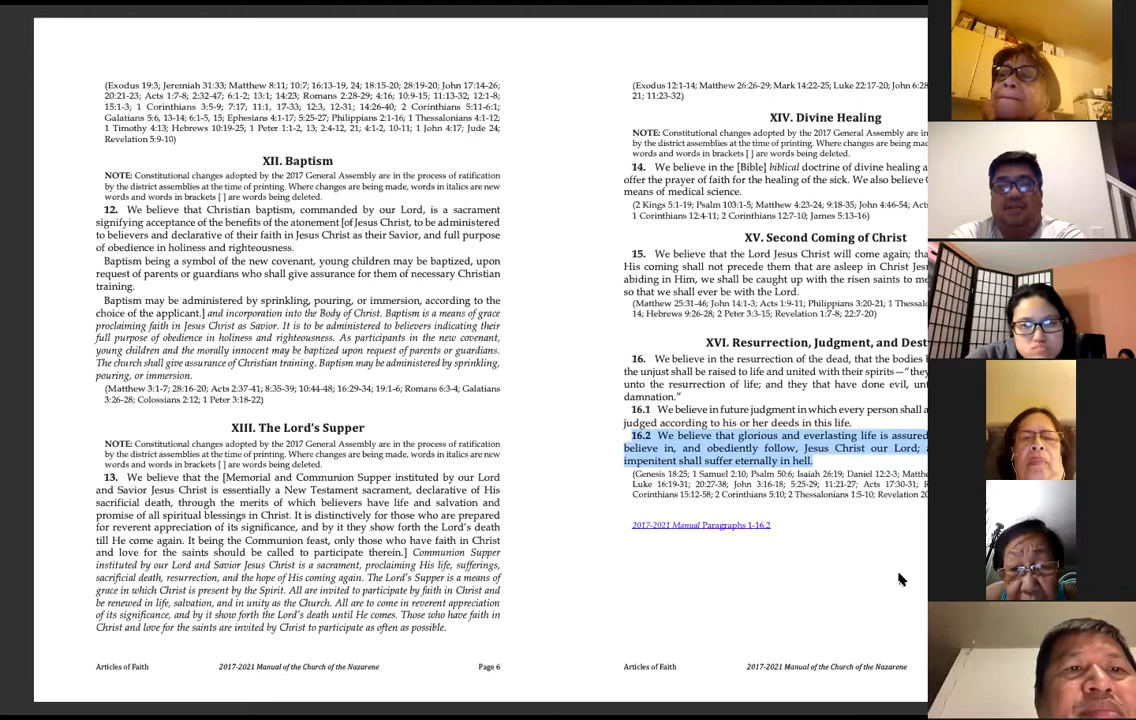 (Exodus 19:3; Jeremiah 31:33; Matthew 8:11; 10:7; 16:13-19, 24; 18:15-20; 28:19-20; John 17:14-26;
20:21-23; Acts 1:7-8; 2:32-47; 6:1-2; 13:1; 14:23; Romans 2:28-29; 4:16; 10:9-15; 11:13-32; 12:1-8;
15:1-3; 1 Corinthians 3:5-9; 7:17; 11:1, 17-33; 12:3, 12-31; 14:26-40; 2 Corinthians 5:11-6:1;
Galatians 5:6, 13-14; 6:1-5, 15; Ephesians 4:1-17; 5:25-27; Philippians 2:1-16; 1 Thessalonians 4:1-12;
1 Timothy 4:13; Hebrews 10:19-25; 1 Peter 1:1-2, 13; 2:4-12, 21; 4:1-2, 10-11; 1 John 4:17; Jude 24;
Revelation 5:9-10)
XII. Baptism
NOTE: Constitutional changes adopted by the 2017 General Assembly are in the process of ratification
by the district assemblies at the time of printing. Where changes are being made, words in italics are new
words and words in brackets [ ] are words being deleted.
12. We believe that Christian baptism, commanded by our Lord, is a sacrament
signifying acceptance of the benefits of the atonement [of Jesus Christ, to be administered
to believers and declarative of their faith in Jesus Christ as their Savior, and full purpose
of obedience in holiness and righteousness.
Baptism being a symbol of the new covenant, young children may be baptized, upon
request of parents or guardians who shall give assurance for them of necessary Christian
training.
Baptism may be administered by sprinkling, pouring, or immersion, according to the
choice of the applicant.] and incorporation into the Body of Christ. Baptism is a means of grace
proclaiming faith in Jesus Christ as Savior. It is to be administered to believers indicating their
full purpose of obedience in holiness and righteousness. As participants in the new covenant,
young children and the morally innocent may be baptized upon request of parents or guardians.
The church shall give assurance of Christian training. Baptism may be administered by sprinkling,
pouring, or immersion.
(Matthew 3:1-7; 28:16-20; Acts 2:37-41; 8:35-39; 10:44-48; 16:29-34; 19:1-6; Romans 6:3-4; Galatians
3:26-28; Colossians 2:12; 1 Peter 3:18-22)
XIII. The Lord's Supper
NOTE: Constitutional changes adopted by the 2017 General Assembly are in the process of ratification
by the district assemblies at the time of printing. Where changes are being made, words in italics are new
words and words in brackets [ ] are words being deleted.
13. We believe that the [Memorial and Communion Supper instituted by our Lord
and Savior Jesus Christ is essentially a New Testament sacrament, declarative of His
sacrificial death, through the merits of which believers have life and salvation and
promise of all spiritual blessings in Christ. It is distinctively for those who are prepared
for reverent appreciation of its significance, and by it they show forth the Lord's death
till He come again. It being the Communion feast, only those who have faith in Christ
and love for the saints should be called to participate therein.] Communion Supper
instituted by our Lord and Savior Jesus Christ is a sacrament, proclaiming His life, sufferings,
sacrificial death, resurrection, and the hope of His coming again. The Lord's Supper is a means of
grace in which Christ is present by the Spirit. All are invited to participate by faith in Christ and
be renewed in life, salvation, and in unity as the Church. All are to come in reverent appreciation
of its significance, and by it show forth the Lord's death until He comes. Those who have faith in
Christ and love for the saints are invited by Christ to participate as often as possible.
Articles of Faith 2017-2021 Manual of the Church of the Nazarene Page 6
(Exodus 12:1-14; Matthew 26:26-29; Mark 14:22-25; Luke 22:17-20; John 6:28
21; 11:23-32)
XIV. Divine Healing
NOTE: Constitutional changes adopted by the 2017 General Assembly are in
by the district assemblies at the time of printing. Where changes are being mad
words and words in brackets [ ] are words being deleted.
14. We believe in the [Bible] biblical doctrine of divine healing a
offer the prayer of faith for the healing of the sick. We also believe
means of medical science.
(2 Kings 5:1-19; Psalm 103:1-5; Matthew 4:23-24; 9:18-35; John 4:46-54; Acts
1 Corinthians 12:4-11; 2 Corinthians 12:7-10; James 5:13-16)
XV. Second Coming of Christ
15. We believe that the Lord Jesus Christ will come again; tha
His coming shall not precede them that are asleep in Christ Jesu
abiding in Him, we shall be caught up with the risen saints to me
so that we shall ever be with the Lord.
(Matthew 25:31-46; John 14:1-3; Acts 1:9-11; Philippians 3:20-21; 1 Thessal
14; Hebrews 9:26-28; 2 Peter 3:3-15; Revelation 1:7-8; 22:7-20)
XVI. Resurrection, Judgment, and Dest
16. We believe in the resurrection of the dead, that the bodies
the unjust shall be raised to life and united with their spirits—"they
unto the resurrection of life; and they that have done evil, unt
damnation."
16.1 We believe in future judgment in which every person shall a
judged according to his or her deeds in this life.
16.2 We believe that glorious and everlasting life is assured
believe in, and obediently follow, Jesus Christ our Lord; a
impenitent shall suffer eternally in hell.
(Genesis 18:25; 1 Samuel 2:10; Psalm 50:6; Isaiah 26:19; Daniel 12:2-3; Matthe
Luke 16:19-31; 20:27-38; John 3:16-18; 5:25-29; 11:21-27; Acts 17:30-31; R
Corinthians 15:12-58; 2 Corinthians 5:10; 2 Thessalonians 1:5-10; Revelation 20
2017-2021 Manual Paragraphs 1-16.2
Articles of Faith 2017-2021 Manual of the Church of the Nazarene